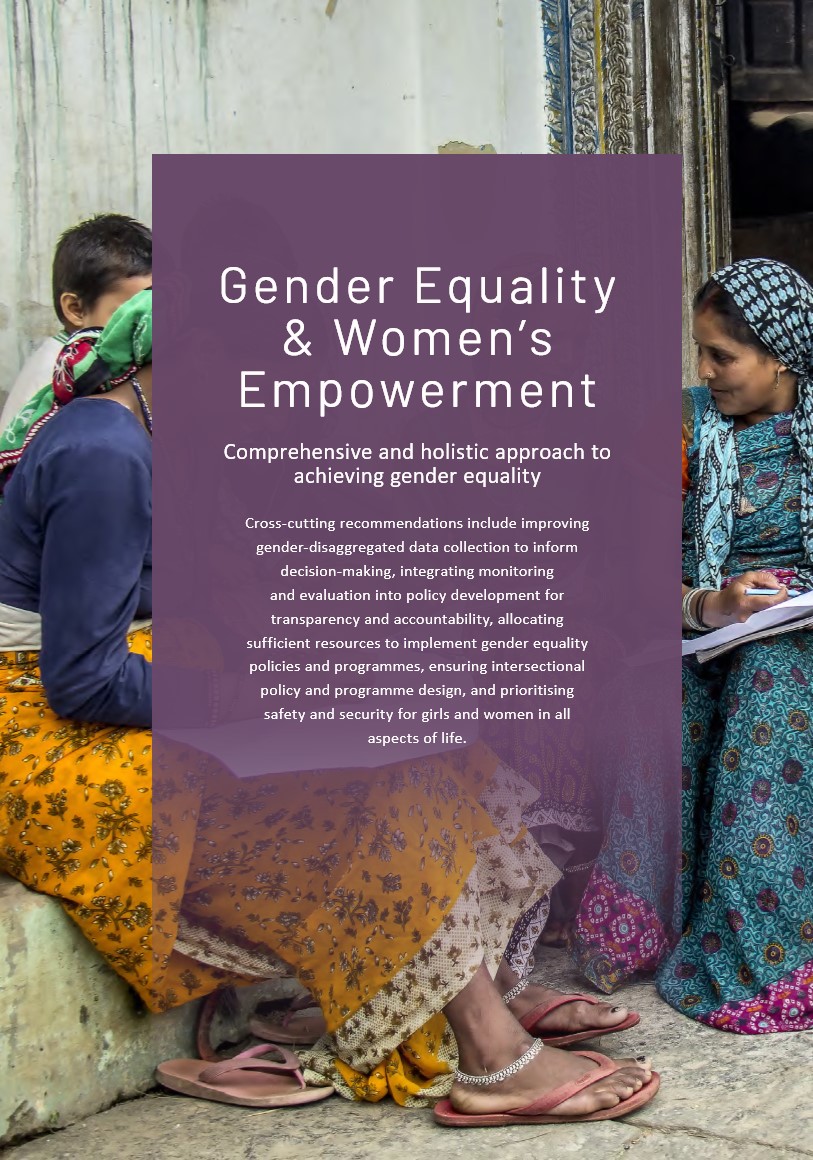 Gender Equality
& Women’s
Empowerment
Comprehensive and holistic approach to
achieving gender equality
Cross-cutting recommendations include improving
gender-disaggregated data collection to inform
decision-making, integrating monitoring
and evaluation into policy development for
transparency and accountability, allocating
sufficient resources to implement gender equality
policies and programmes, ensuring intersectional
policy and programme design, and prioritising
safety and security for girls and women in all
aspects of life.